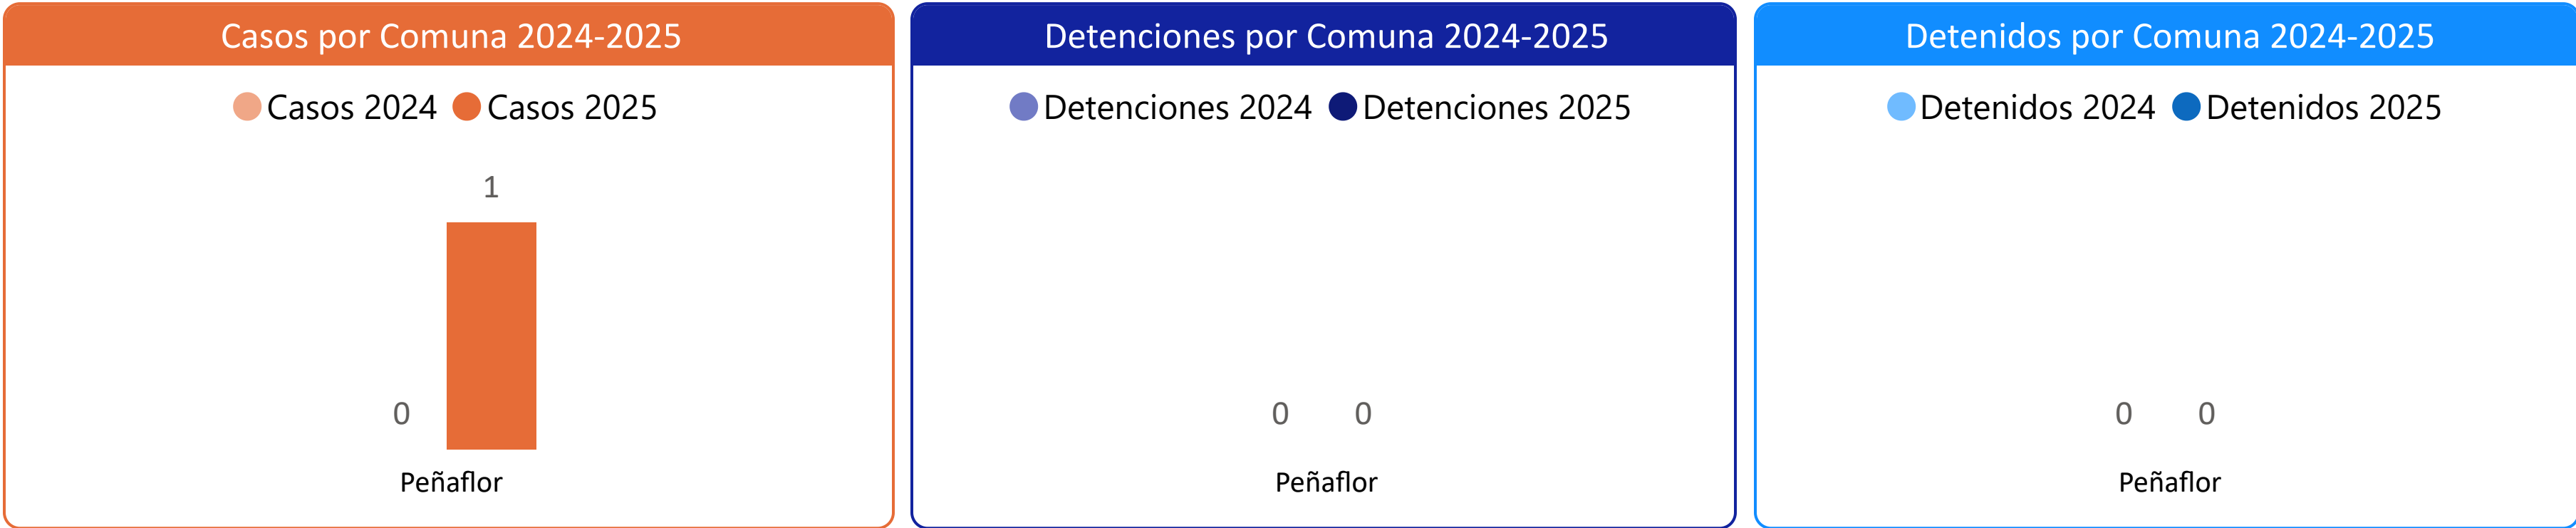 Casos por Comuna 2024-2025
Casos 2024 Casos 2025
1
0
Peñaflor
Detenciones por Comuna 2024-2025
Detenciones 2024 Detenciones 2025
0 0
Peñaflor
Detenidos por Comuna 2024-2025
Detenidos 2024 Detenidos 2025
0 0
Peñaflor